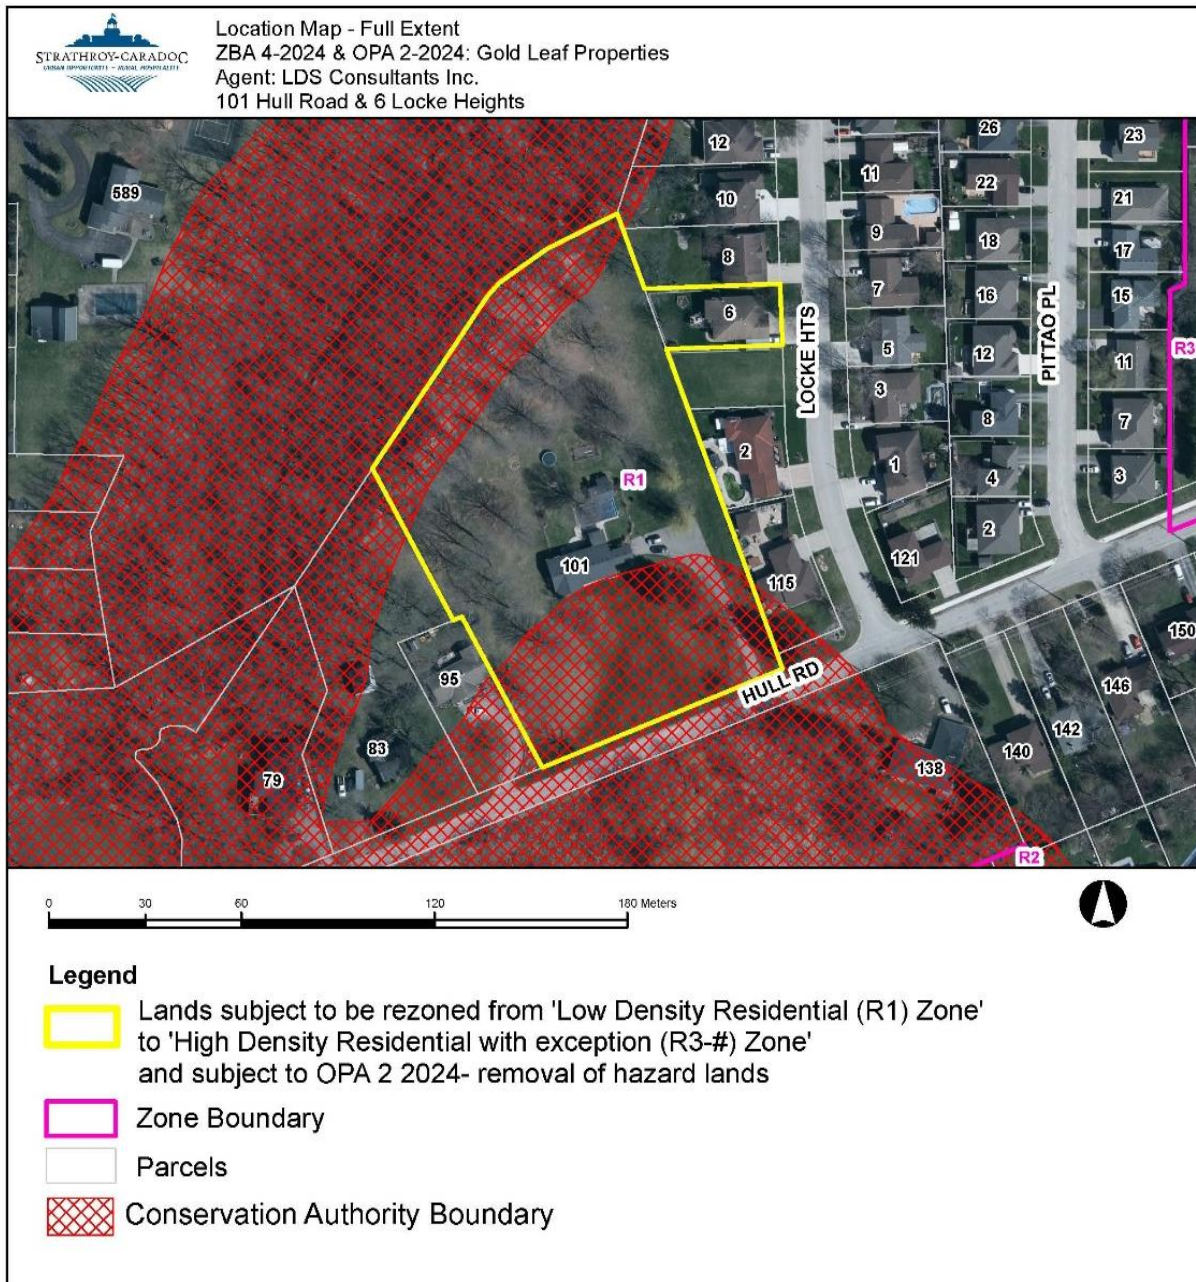 STRATHROY-CARADOC
URBAN OPPORTUNITY - RURAL HOSPITALITY
Location Map - Full Extent
ZBA 4-2024 & OPA 2-2024: Gold Leaf Properties
Agent: LDS Consultants Inc.
101 Hull Road & 6 Locke Heights
12
26
23
11
22
589
10
21
9
18
17
8
7
16
15
6
LOCKE HTS
5
12
PITTAO PL
11
R3
3
8
7
2
1
4
3
R1
2
101
121
115
150
95
HULL RD
146
83
142
140
138
79
R2
0 30 60 120 180 Meters
Legend
Lands subject to be rezoned from 'Low Density Residential (R1) Zone'
to 'High Density Residential with exception (R3-#) Zone'
and subject to OPA 2 2024- removal of hazard lands
Zone Boundary
Parcels
Conservation Authority Boundary